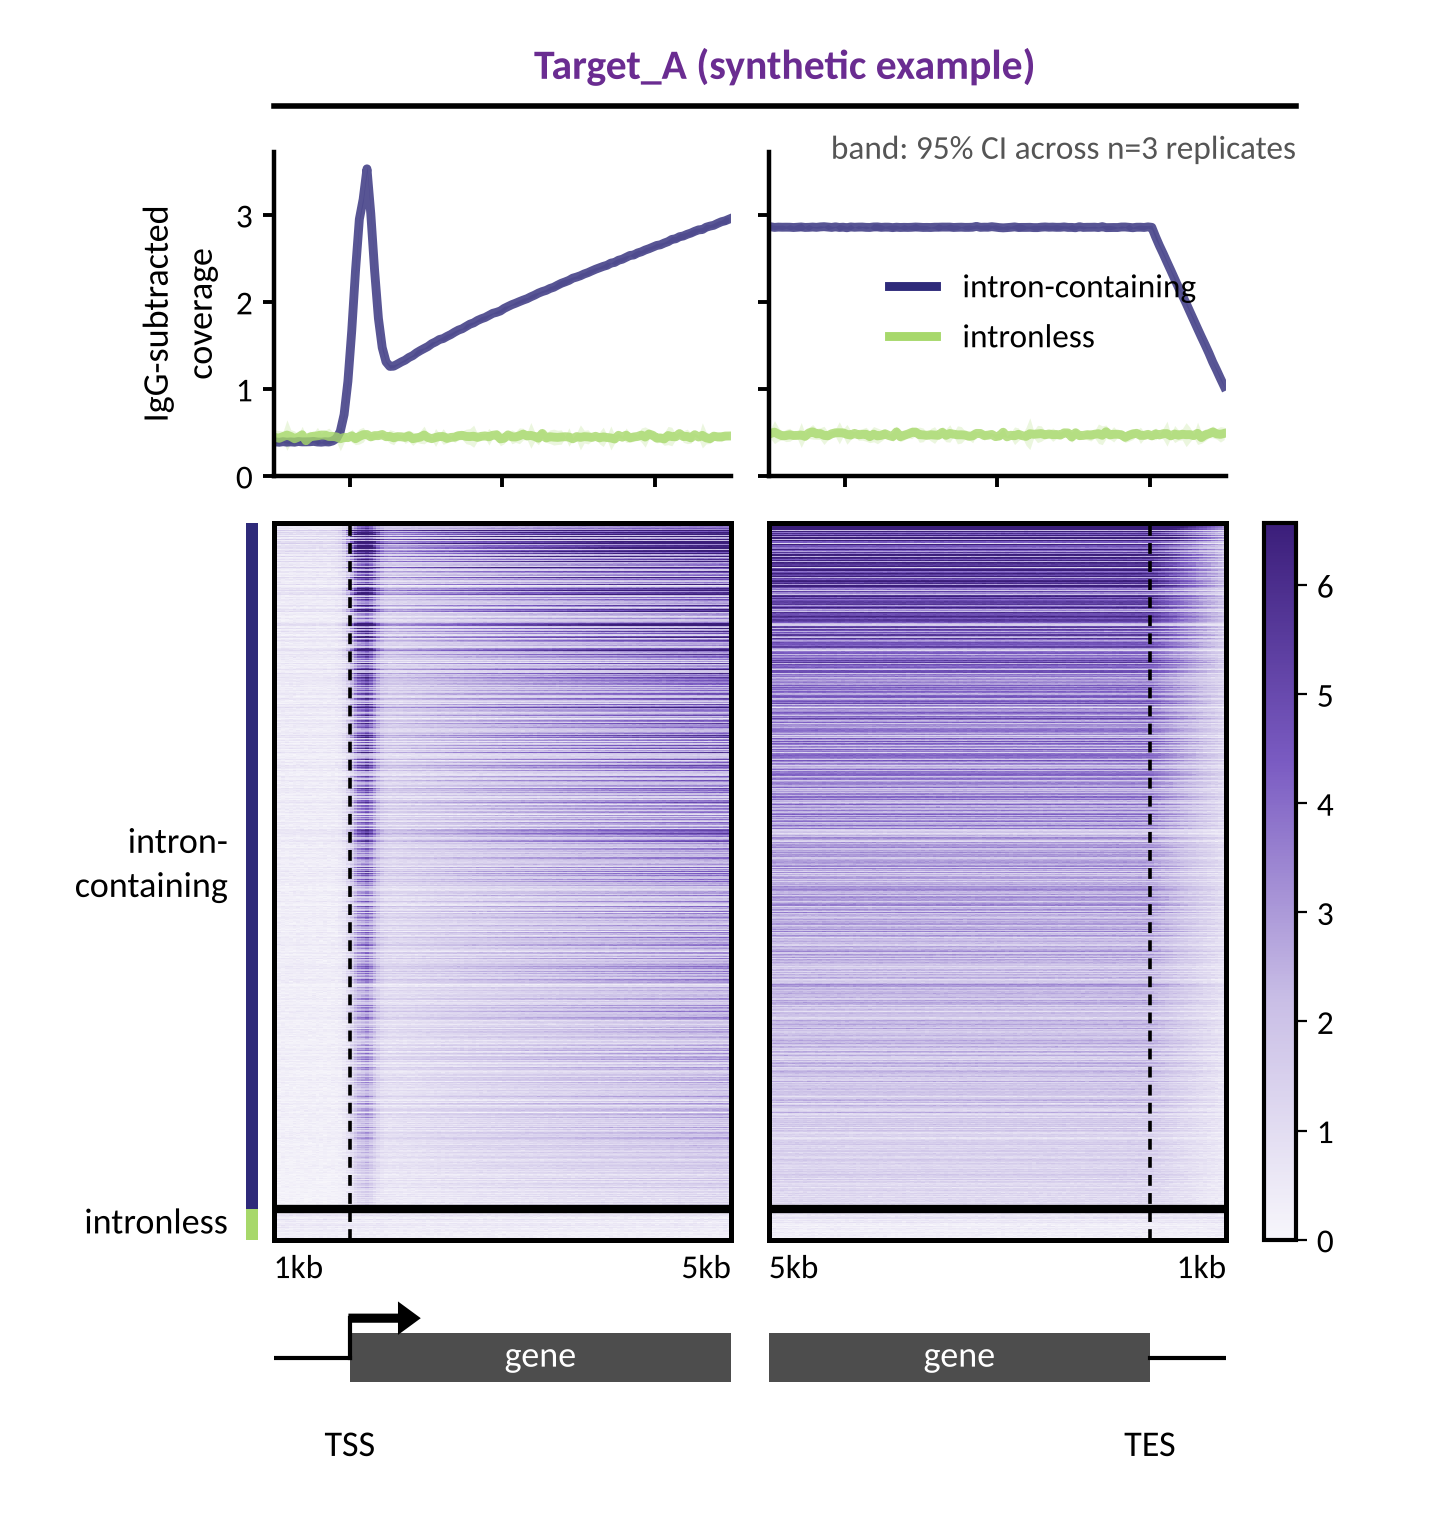 Target_A (synthetic example)
band: 95% CI across n=3 replicates
IgG-subtracted
coverage
3
2
1
0
intron-containing
intronless
intron-
containing
intronless
6
5
4
3
2
1
0
1kb
5kb
5kb
1kb
gene
gene
TSS
TES